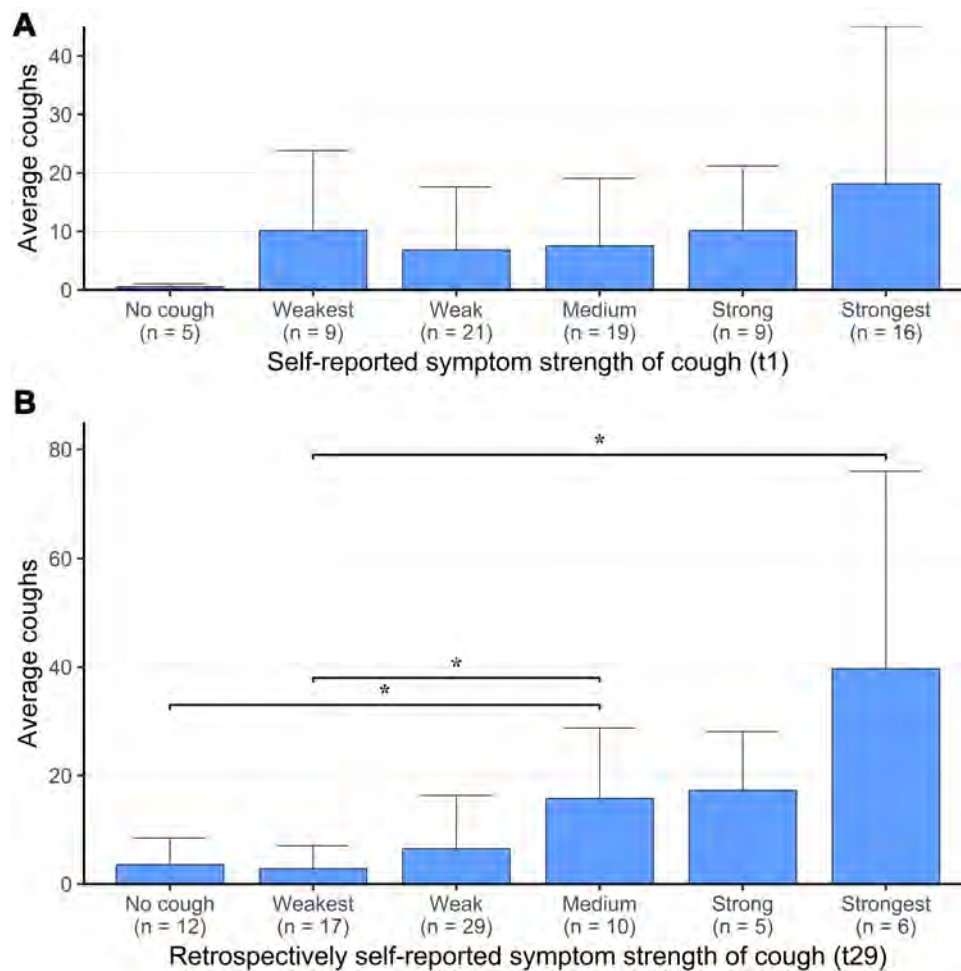 A
Average coughs
40
30
20
10
0
No cough Weakest Weak Medium Strong Strongest
(n = 5) (n = 9) (n = 21) (n = 19) (n = 9) (n = 16)
Self-reported symptom strength of cough (t1)
B
Average coughs
80
60
40
20
0
*
*
*
No cough Weakest Weak Medium Strong Strongest
(n = 12) (n = 17) (n = 29) (n = 10) (n = 5) (n = 6)
Retrospectively self-reported symptom strength of cough (t29)